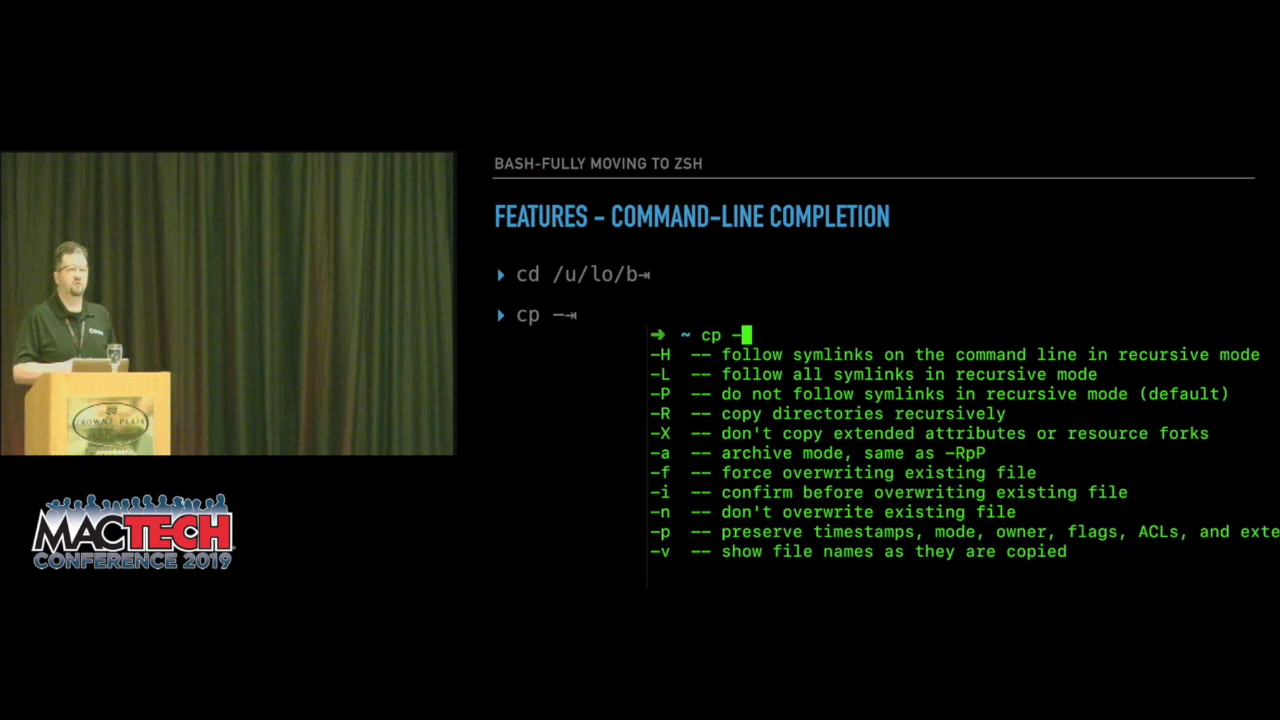 BASH-FULLY MOVING TO ZSH
FEATURES - COMMAND-LINE COMPLETION
cd /u/lo/b⇥
cp -⇥
➜ ~ cp -
-H -- follow symlinks on the command line in recursive mode
-L -- follow all symlinks in recursive mode
-P -- do not follow symlinks in recursive mode (default)
-R -- copy directories recursively
-X -- don't copy extended attributes or resource forks
-a -- archive mode, same as -RpP
-f -- force overwriting existing file
-i -- confirm before overwriting existing file
-n -- don't overwrite existing file
-p -- preserve timestamps, mode, owner, flags, ACLs, and exte
-v -- show file names as they are copied
CROWNE PLAZA
MACTECH
CONFERENCE 2019